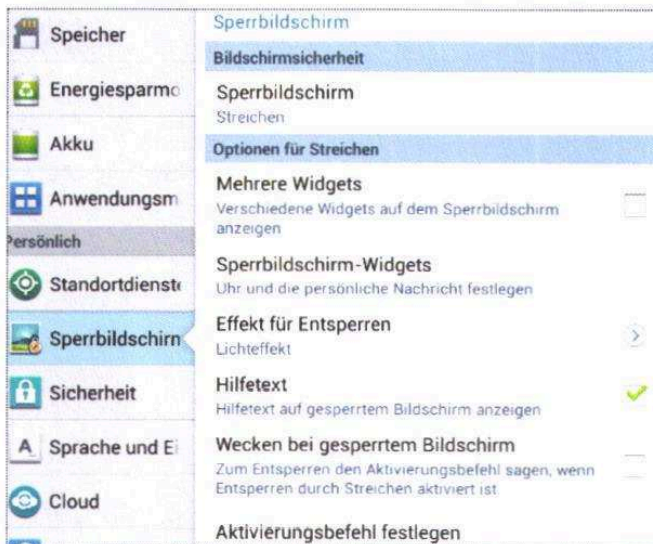 Speicher
Energiesparmo
Akku
Anwendungsm
Persönlich
Standortdienste
Sperrbildschirm
Sicherheit
Sprache und Ei
Cloud
Sperrbildschirm
Bildschirmsicherheit
Sperrbildschirm
Streichen
Optionen für Streichen
Mehrere Widgets
Verschiedene Widgets auf dem Sperrbildschirm
anzeigen
Sperrbildschirm-Widgets
Uhr und die persönliche Nachricht festlegen
Effekt für Entsperren
Lichteffekt
Hilfetext
Hilfetext auf gesperrtem Bildschirm anzeigen
Wecken bei gesperrtem Bildschirm
Zum Entsperren den Aktivierungsbefehl sagen, wenn
Entsperren durch Streichen aktiviert ist
Aktivierungsbefehl festlegen